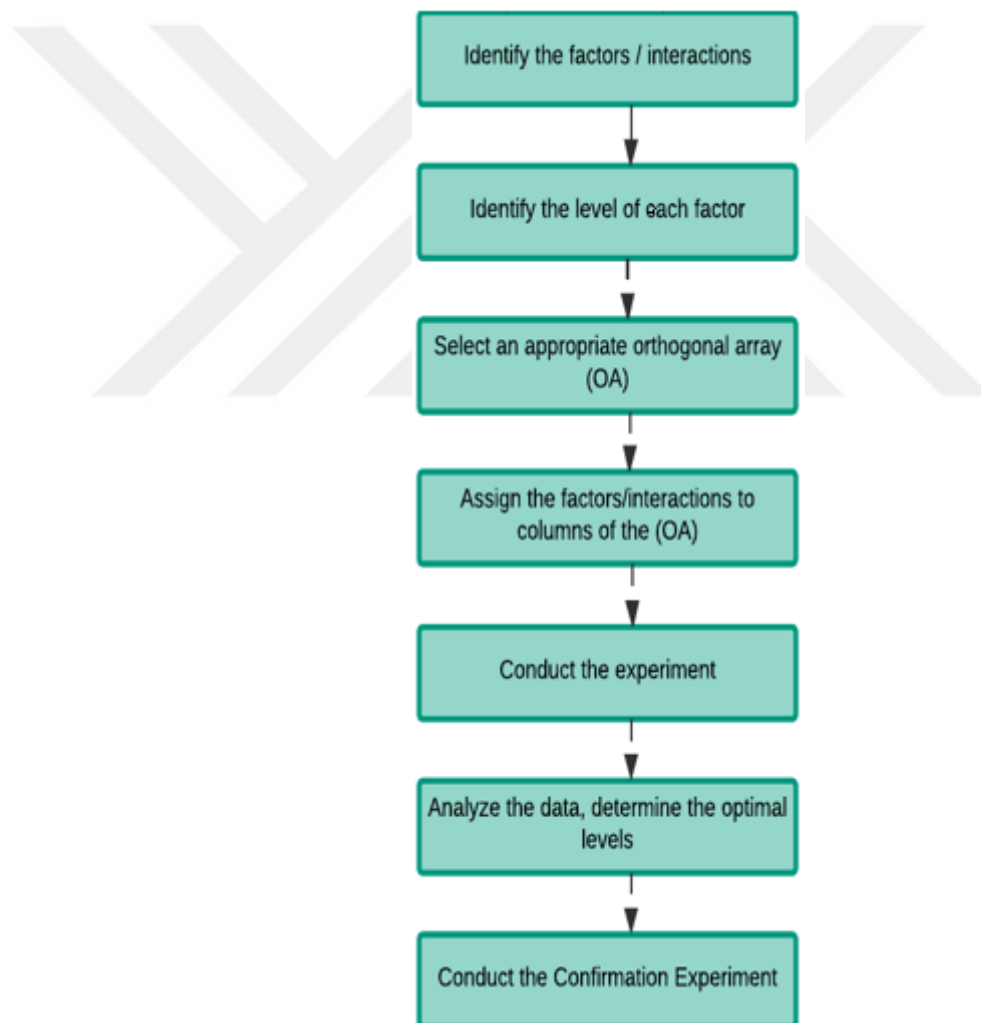 Identify the factors / interactions
Identify the level of each factor
Select an appropriate orthogonal array
(OA)
Assign the factors/interactions to
columns of the (OA)
Conduct the experiment
Analyze the data, determine the optimal
levels
Conduct the Confirmation Experiment